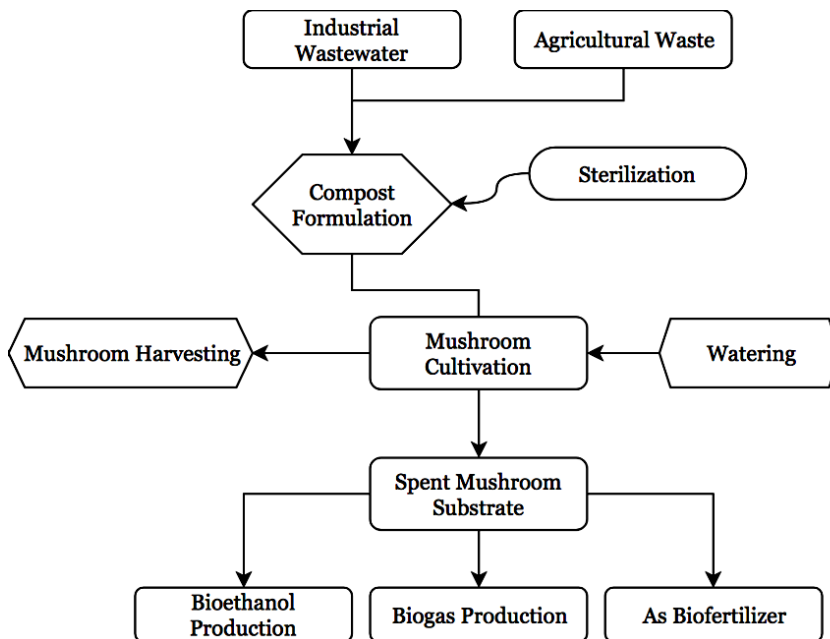 Industrial
Wastewater
Agricultural Waste
Compost
Formulation
Sterilization
Mushroom Harvesting
Mushroom
Cultivation
Watering
Spent Mushroom
Substrate
Bioethanol
Production
Biogas Production
As Biofertilizer